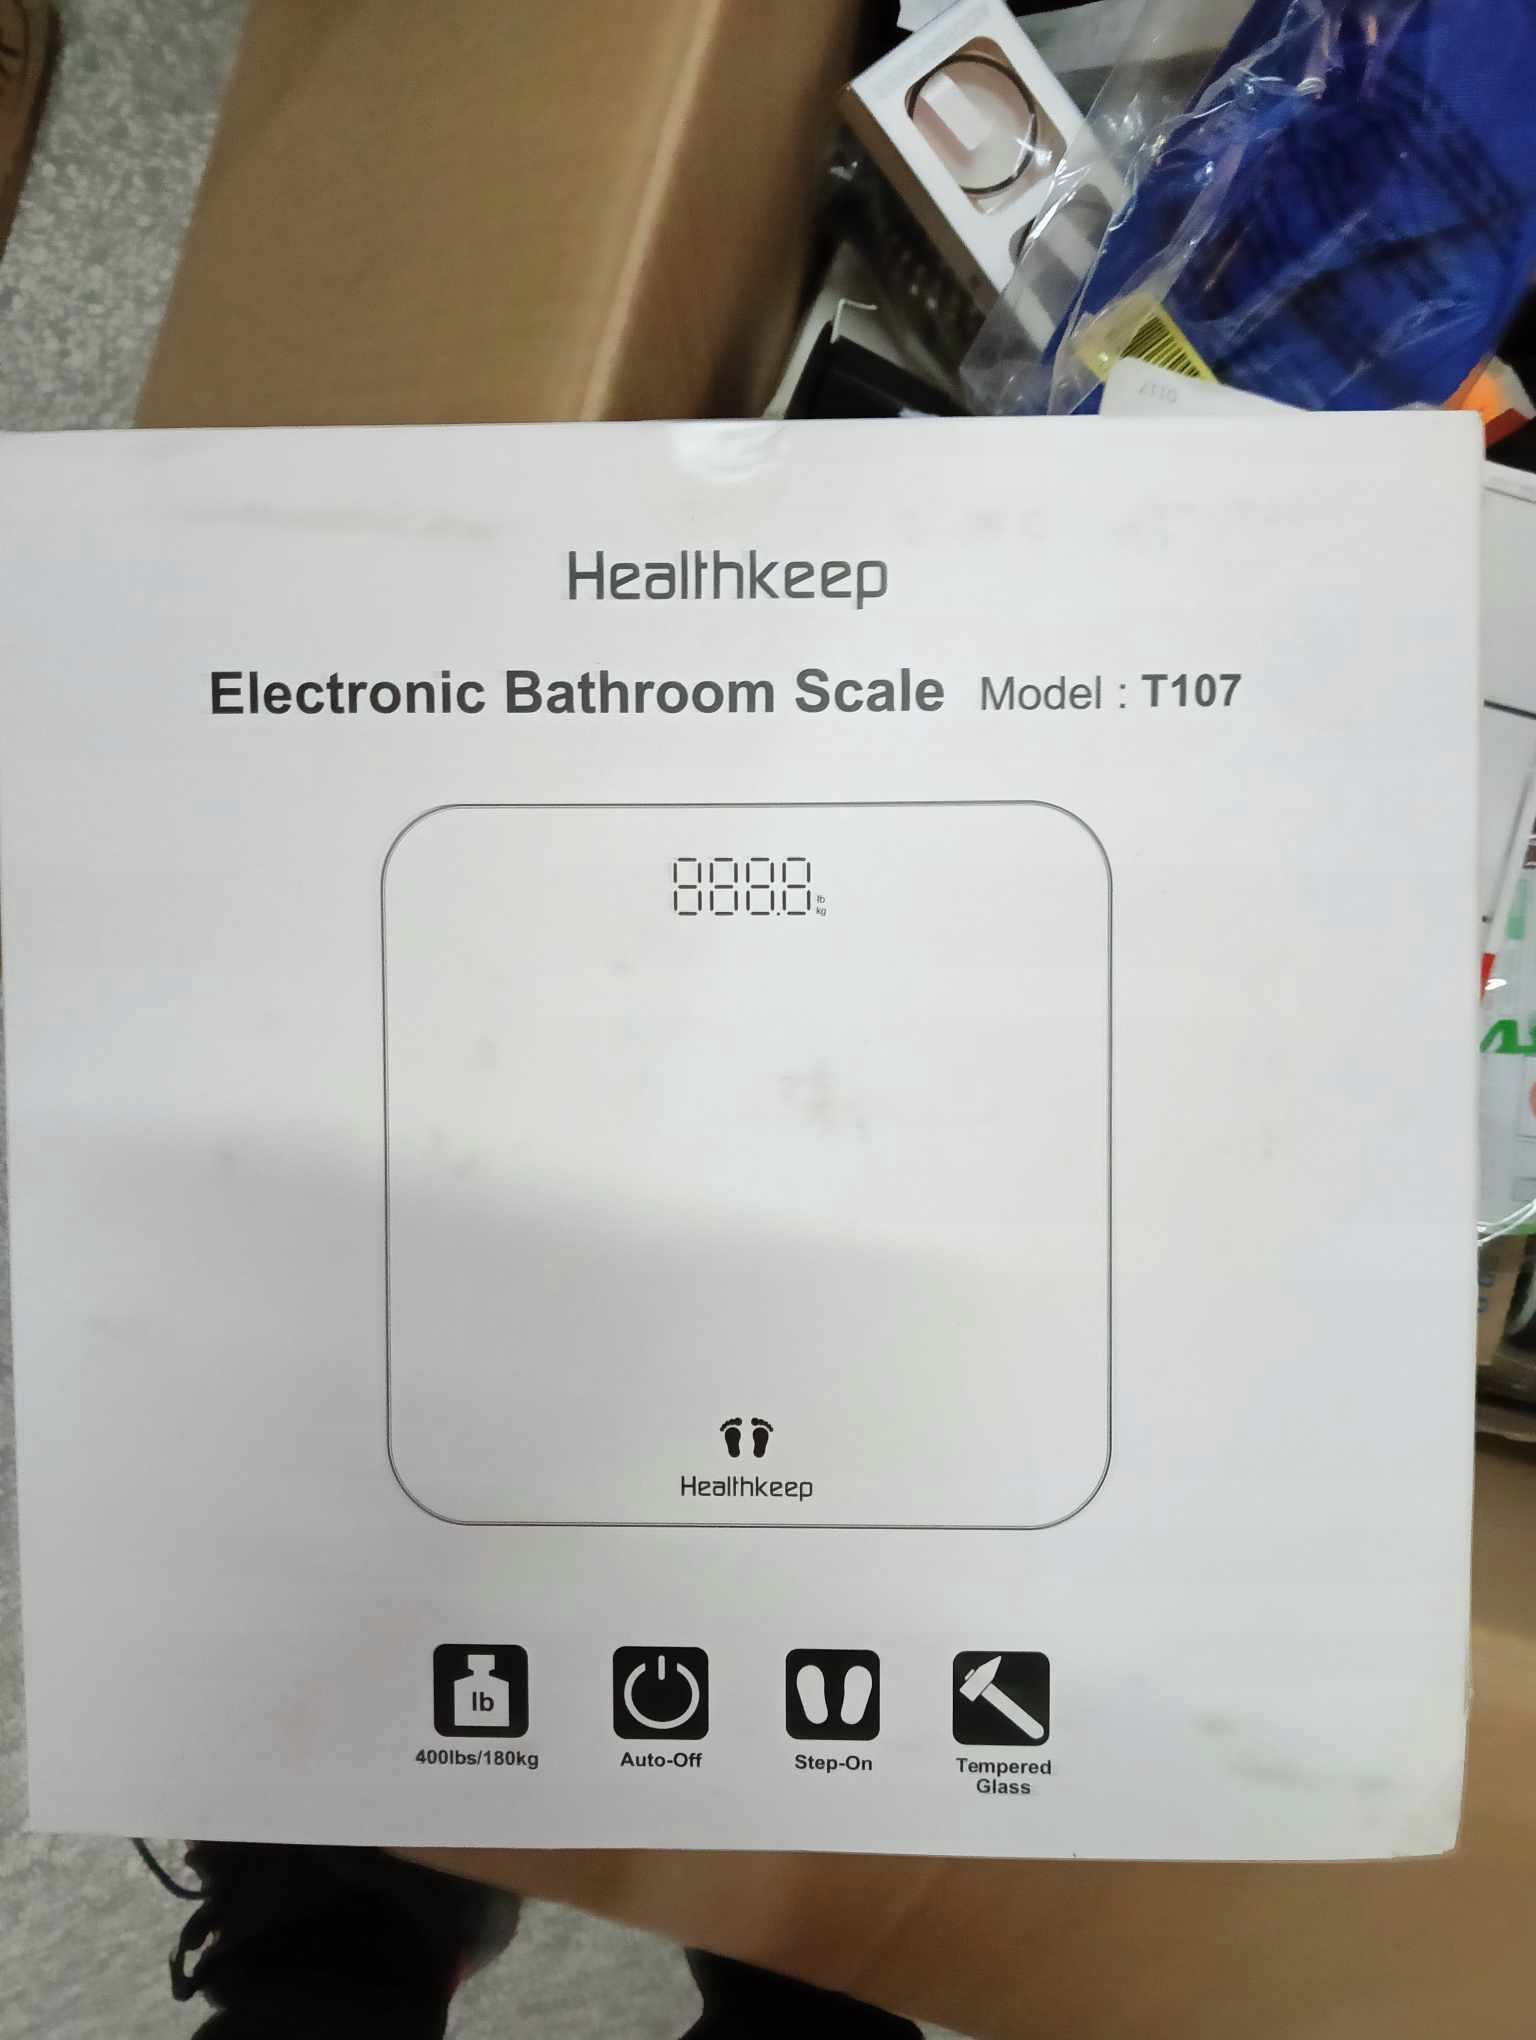 Healthkeep
Electronic Bathroom Scale Model : T107
888.8 lb
kg
Healthkeep
lb
400lbs/180kg
Auto-Off
Step-On
Tempered
Glass